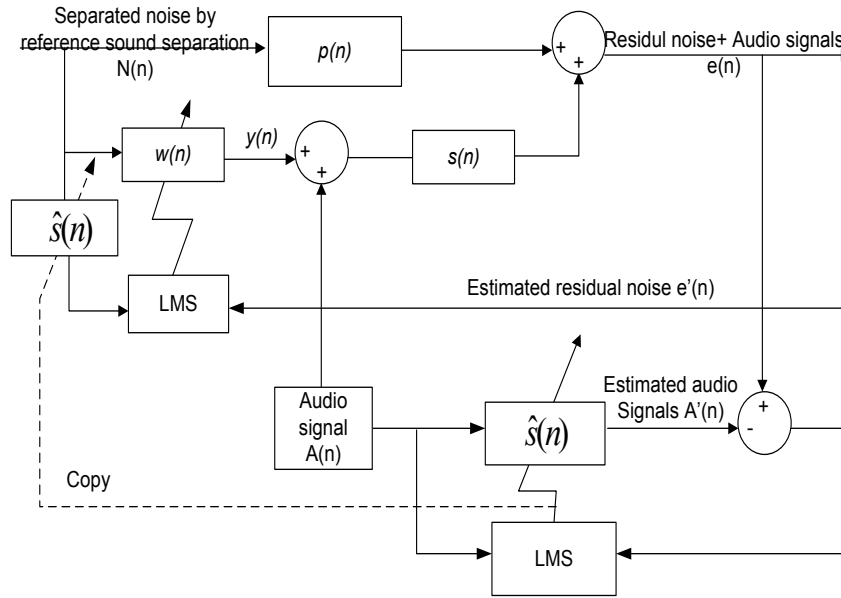 Separated noise by
reference sound separation
N(n)
p(n)
+
+
Residul noise+ Audio signals
e(n)
w(n)
y(n)
+
+
s(n)
ŝ(n)
LMS
Estimated residual noise e’(n)
Audio
signal
A(n)
ŝ(n)
Estimated audio
Signals A’(n)
+
-
Copy
LMS